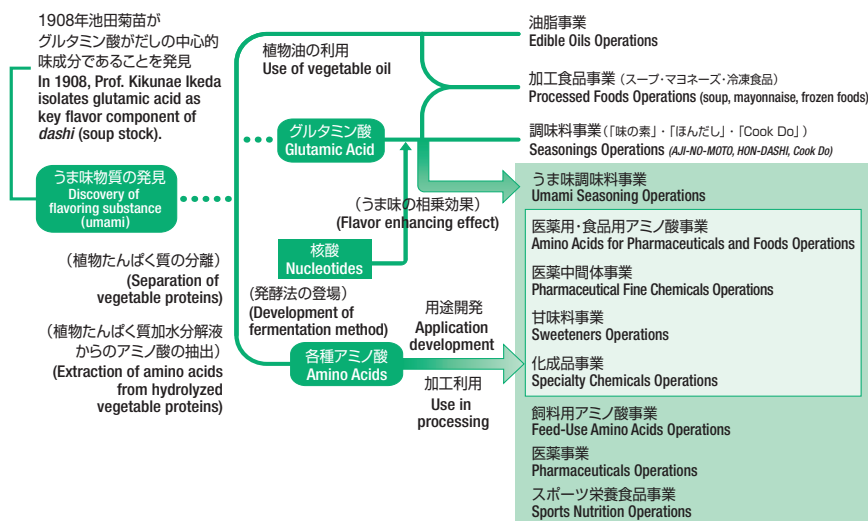 1908年池田菊苗が
グルタミン酸がだしの中心的
味成分であることを発見
In 1908, Prof. Kikunae Ikeda
isolates glutamic acid as
key flavor component of
dashi (soup stock).
うま味物質の発見
Discovery of
flavoring substance
(umami)
(植物たんぱく質の分離)
(Separation of
vegetable proteins)
(植物たんぱく質加水分解液
からのアミノ酸の抽出)
(Extraction of amino acids
from hydrolyzed
vegetable proteins)
植物油の利用
Use of vegetable oil
グルタミン酸
Glutamic Acid
(うま味の相乗効果)
(Flavor enhancing effect)
核酸
Nucleotides
(発酵法の登場)
(Development of
fermentation method)
各種アミノ酸
Amino Acids
用途開発
Application
development
加工利用
Use in
processing
油脂事業
Edible Oils Operations
加工食品事業(スープ・マヨネーズ・冷凍食品)
Processed Foods Operations (soup, mayonnaise, frozen foods)
調味料事業(「味の素」・「ほんだし」・「Cook Do」)
Seasonings Operations (AJI-NO-MOTO, HON-DASHI, Cook Do)
うま味調味料事業
Umami Seasoning Operations
医薬用・食品用アミノ酸事業
Amino Acids for Pharmaceuticals and Foods Operations
医薬中間体事業
Pharmaceutical Fine Chemicals Operations
甘味料事業
Sweeteners Operations
化成品事業
Specialty Chemicals Operations
飼料用アミノ酸事業
Feed-Use Amino Acids Operations
医薬事業
Pharmaceuticals Operations
スポーツ栄養食品事業
Sports Nutrition Operations